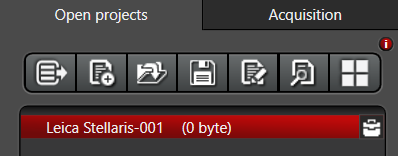 Open projects Acquisition
i
Leica Stellaris-001 (0 byte)